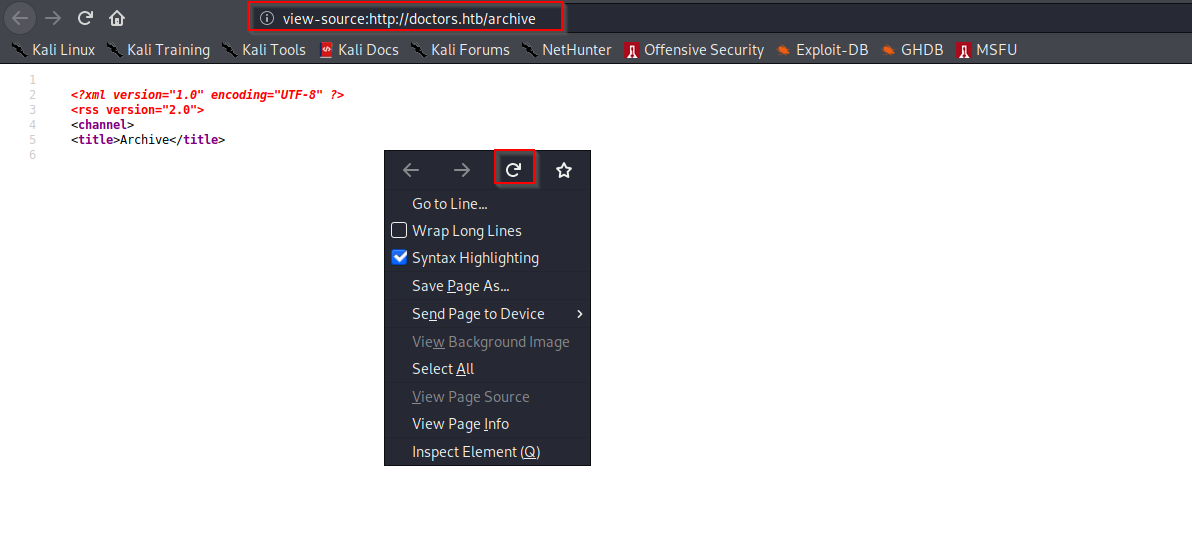 view-source:http://doctors.htb/archive
Kali Linux Kali Training Kali Tools Kali Docs Kali Forums NetHunter Offensive Security Exploit-DB GHDB MSFU
1
2 <?xml version="1.0" encoding="UTF-8" ?>
3 <rss version="2.0">
4 <channel>
5 <title>Archive</title>
6
Go to Line...
Wrap Long Lines
Syntax Highlighting
Save Page As...
Send Page to Device
View Background Image
Select All
View Page Source
View Page Info
Inspect Element (Q)